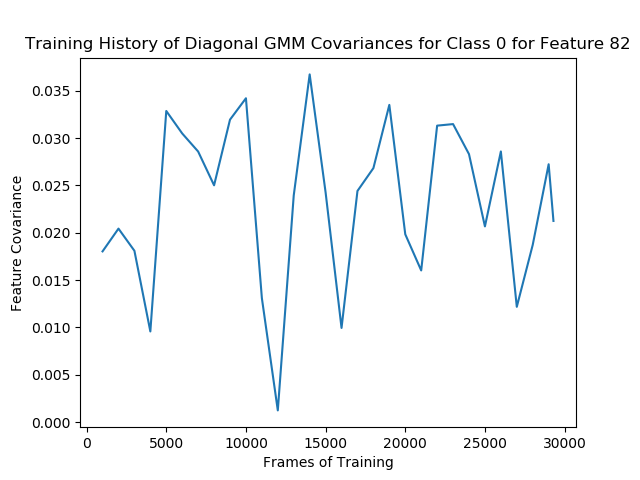 Training History of Diagonal GMM Covariances for Class 0 for Feature 82
0.035
0.030
0.025
0.020
0.015
0.010
0.005
0.000
Feature Covariance
0 5000 10000 15000 20000 25000 30000
Frames of Training